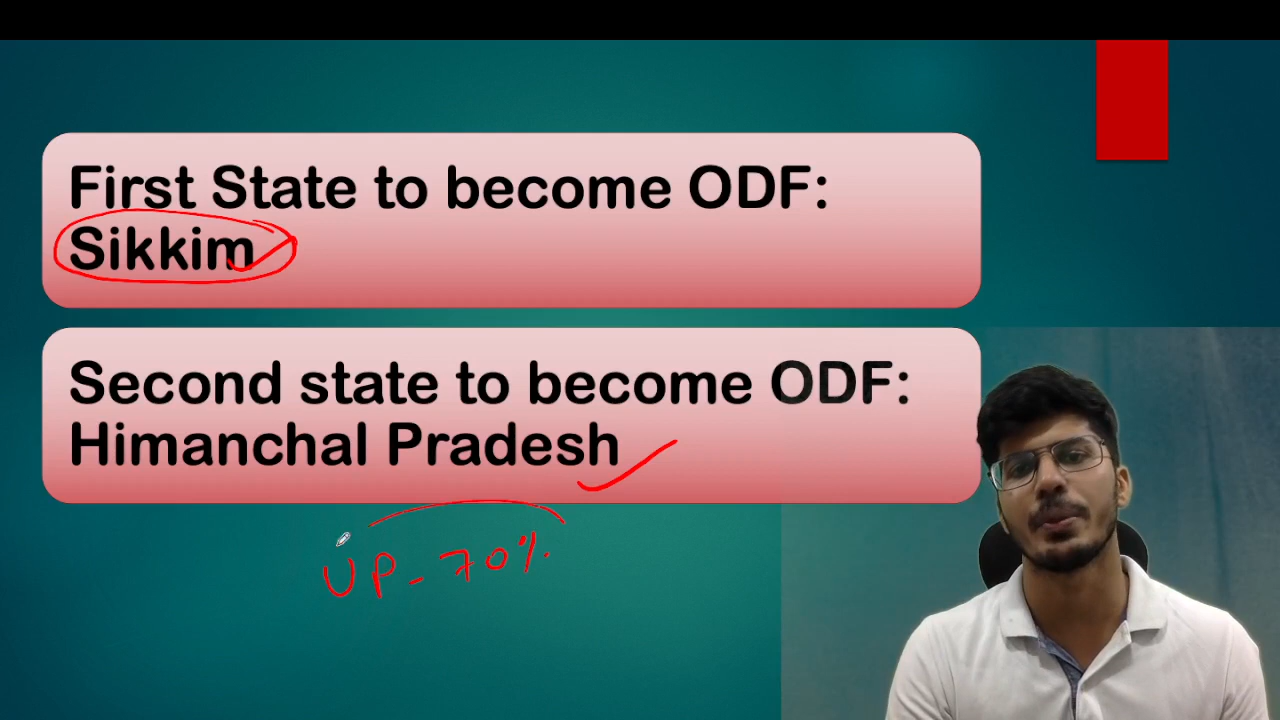 First State to become ODF:
Sikkim
Second state to become ODF:
Himanchal Pradesh
UP - 70%